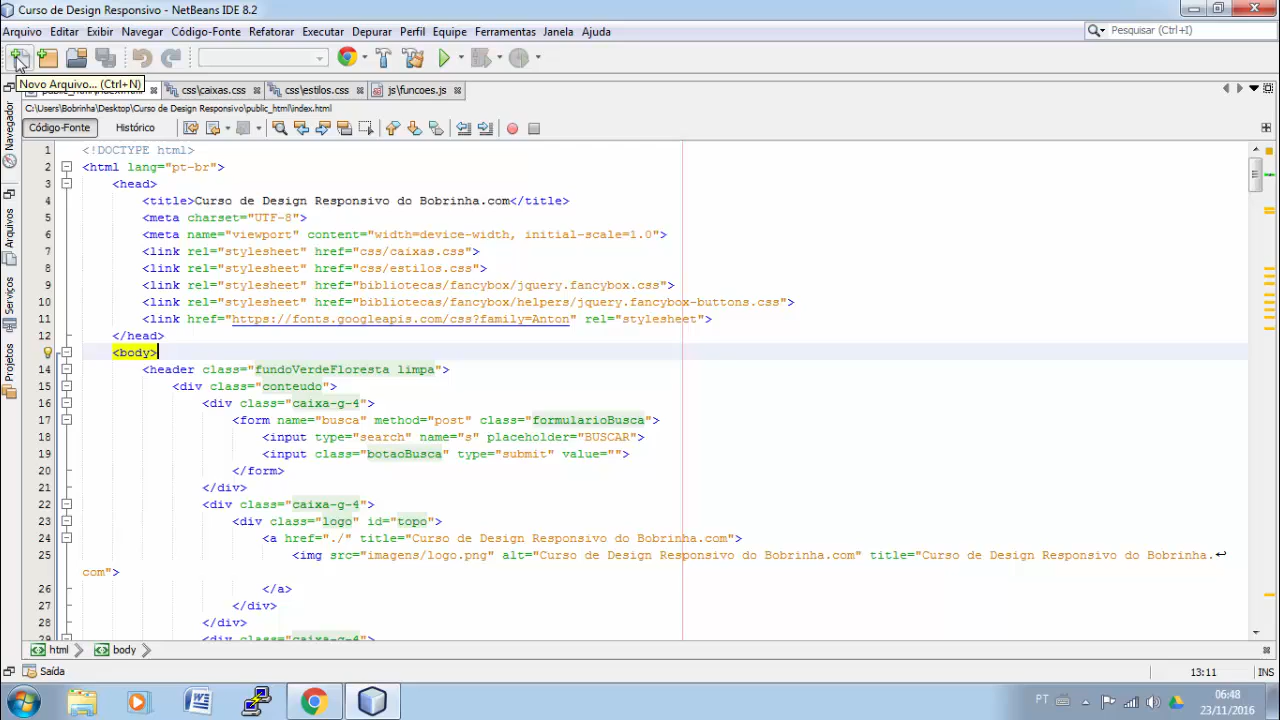 Curso de Design Responsivo - NetBeans IDE 8.2
Arquivo Editar Exibir Navegar Código-Fonte Refatorar Executar Depurar Perfil Equipe Ferramentas Janela Ajuda
Pesquisar (Ctrl+I)
Novo Arquivo... (Ctrl+N)
css\caixas.css css\estilos.css js\funcoes.js
C:\Users\Bobrinha\Desktop\Curso de Design Responsivo\public_html\index.html
Código-Fonte Histórico
Navegador
Arquivos
Serviços
Projetos
1 <!DOCTYPE html>
2 <html lang="pt-br">
3 <head>
4 <title>Curso de Design Responsivo do Bobrinha.com</title>
5 <meta charset="UTF-8">
6 <meta name="viewport" content="width=device-width, initial-scale=1.0">
7 <link rel="stylesheet" href="css/caixas.css">
8 <link rel="stylesheet" href="css/estilos.css">
9 <link rel="stylesheet" href="bibliotecas/fancybox/jquery.fancybox.css">
10 <link rel="stylesheet" href="bibliotecas/fancybox/helpers/jquery.fancybox-buttons.css">
11 <link href="https://fonts.googleapis.com/css?family=Anton" rel="stylesheet">
12 </head>
<body>
14 <header class="fundoVerdeFloresta limpa">
15 <div class="conteudo">
16 <div class="caixa-g-4">
17 <form name="busca" method="post" class="formularioBusca">
18 <input type="search" name="s" placeholder="BUSCAR">
19 <input class="botaoBusca" type="submit" value="">
20 </form>
21 </div>
22 <div class="caixa-g-4">
23 <div class="logo" id="topo">
24 <a href="./" title="Curso de Design Responsivo do Bobrinha.com">
25 <img src="imagens/logo.png" alt="Curso de Design Responsivo do Bobrinha.com" title="Curso de Design Responsivo do Bobrinha.
com">
26 </a>
27 </div>
28 </div>
29 <div class="caixa-g-4">
html body
Saída
13:11 INS
PT
06:48
23/11/2016